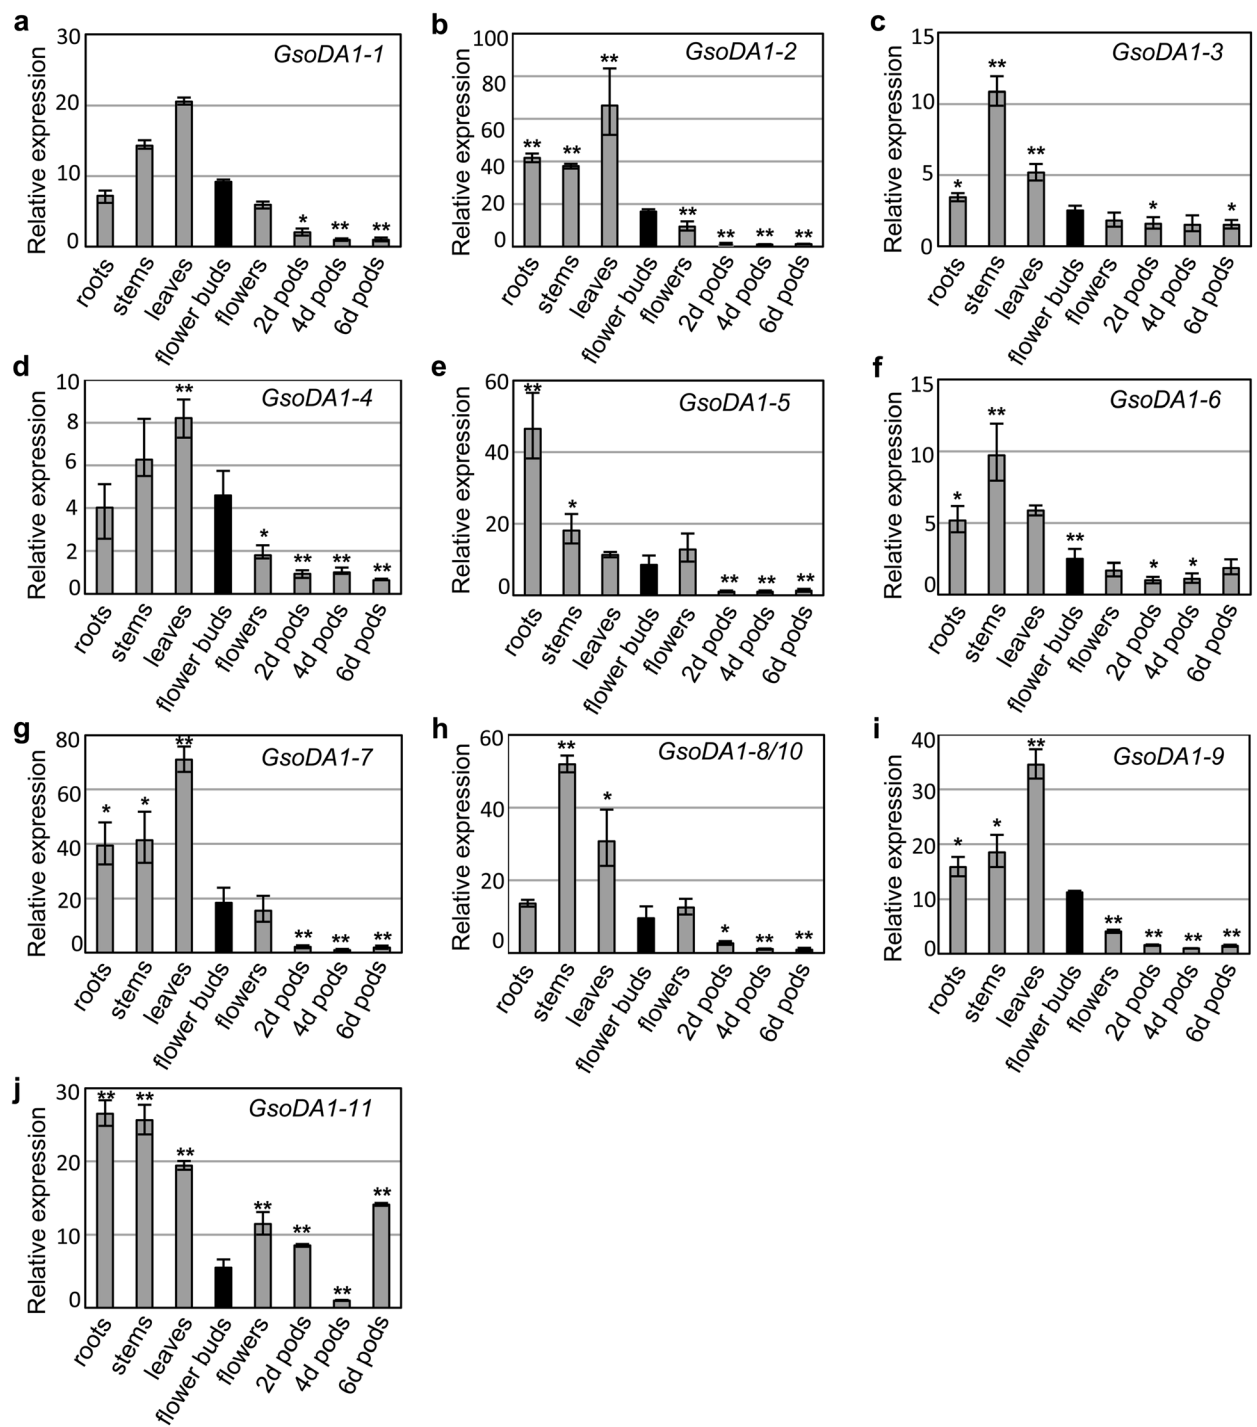 a
GsoDA1-1
Relative expression
30
20
10
0
* ** **
roots stems leaves flower buds flowers 2d pods 4d pods 6d pods
b
GsoDA1-2
Relative expression
100
80
60
40
20
0
** ** ** ** ** ** **
roots stems leaves flower buds flowers 2d pods 4d pods 6d pods
c
GsoDA1-3
Relative expression
15
10
5
0
* ** ** * *
roots stems leaves flower buds flowers 2d pods 4d pods 6d pods
d
GsoDA1-4
Relative expression
10
8
6
4
2
0
** * ** ** **
roots stems leaves flower buds flowers 2d pods 4d pods 6d pods
e
GsoDA1-5
Relative expression
60
40
20
0
** * ** ** **
roots stems leaves flower buds flowers 2d pods 4d pods 6d pods
f
GsoDA1-6
Relative expression
15
10
5
0
* ** ** * *
roots stems leaves flower buds flowers 2d pods 4d pods 6d pods
g
GsoDA1-7
Relative expression
80
60
40
20
0
* * ** ** ** **
roots stems leaves flower buds flowers 2d pods 4d pods 6d pods
h
GsoDA1-8/10
Relative expression
60
40
20
0
** * * ** **
roots stems leaves flower buds flowers 2d pods 4d pods 6d pods
i
GsoDA1-9
Relative expression
40
30
20
10
0
* * ** ** ** ** **
roots stems leaves flower buds flowers 2d pods 4d pods 6d pods
j
GsoDA1-11
Relative expression
30
20
10
0
** ** ** ** ** ** **
roots stems leaves flower buds flowers 2d pods 4d pods 6d pods